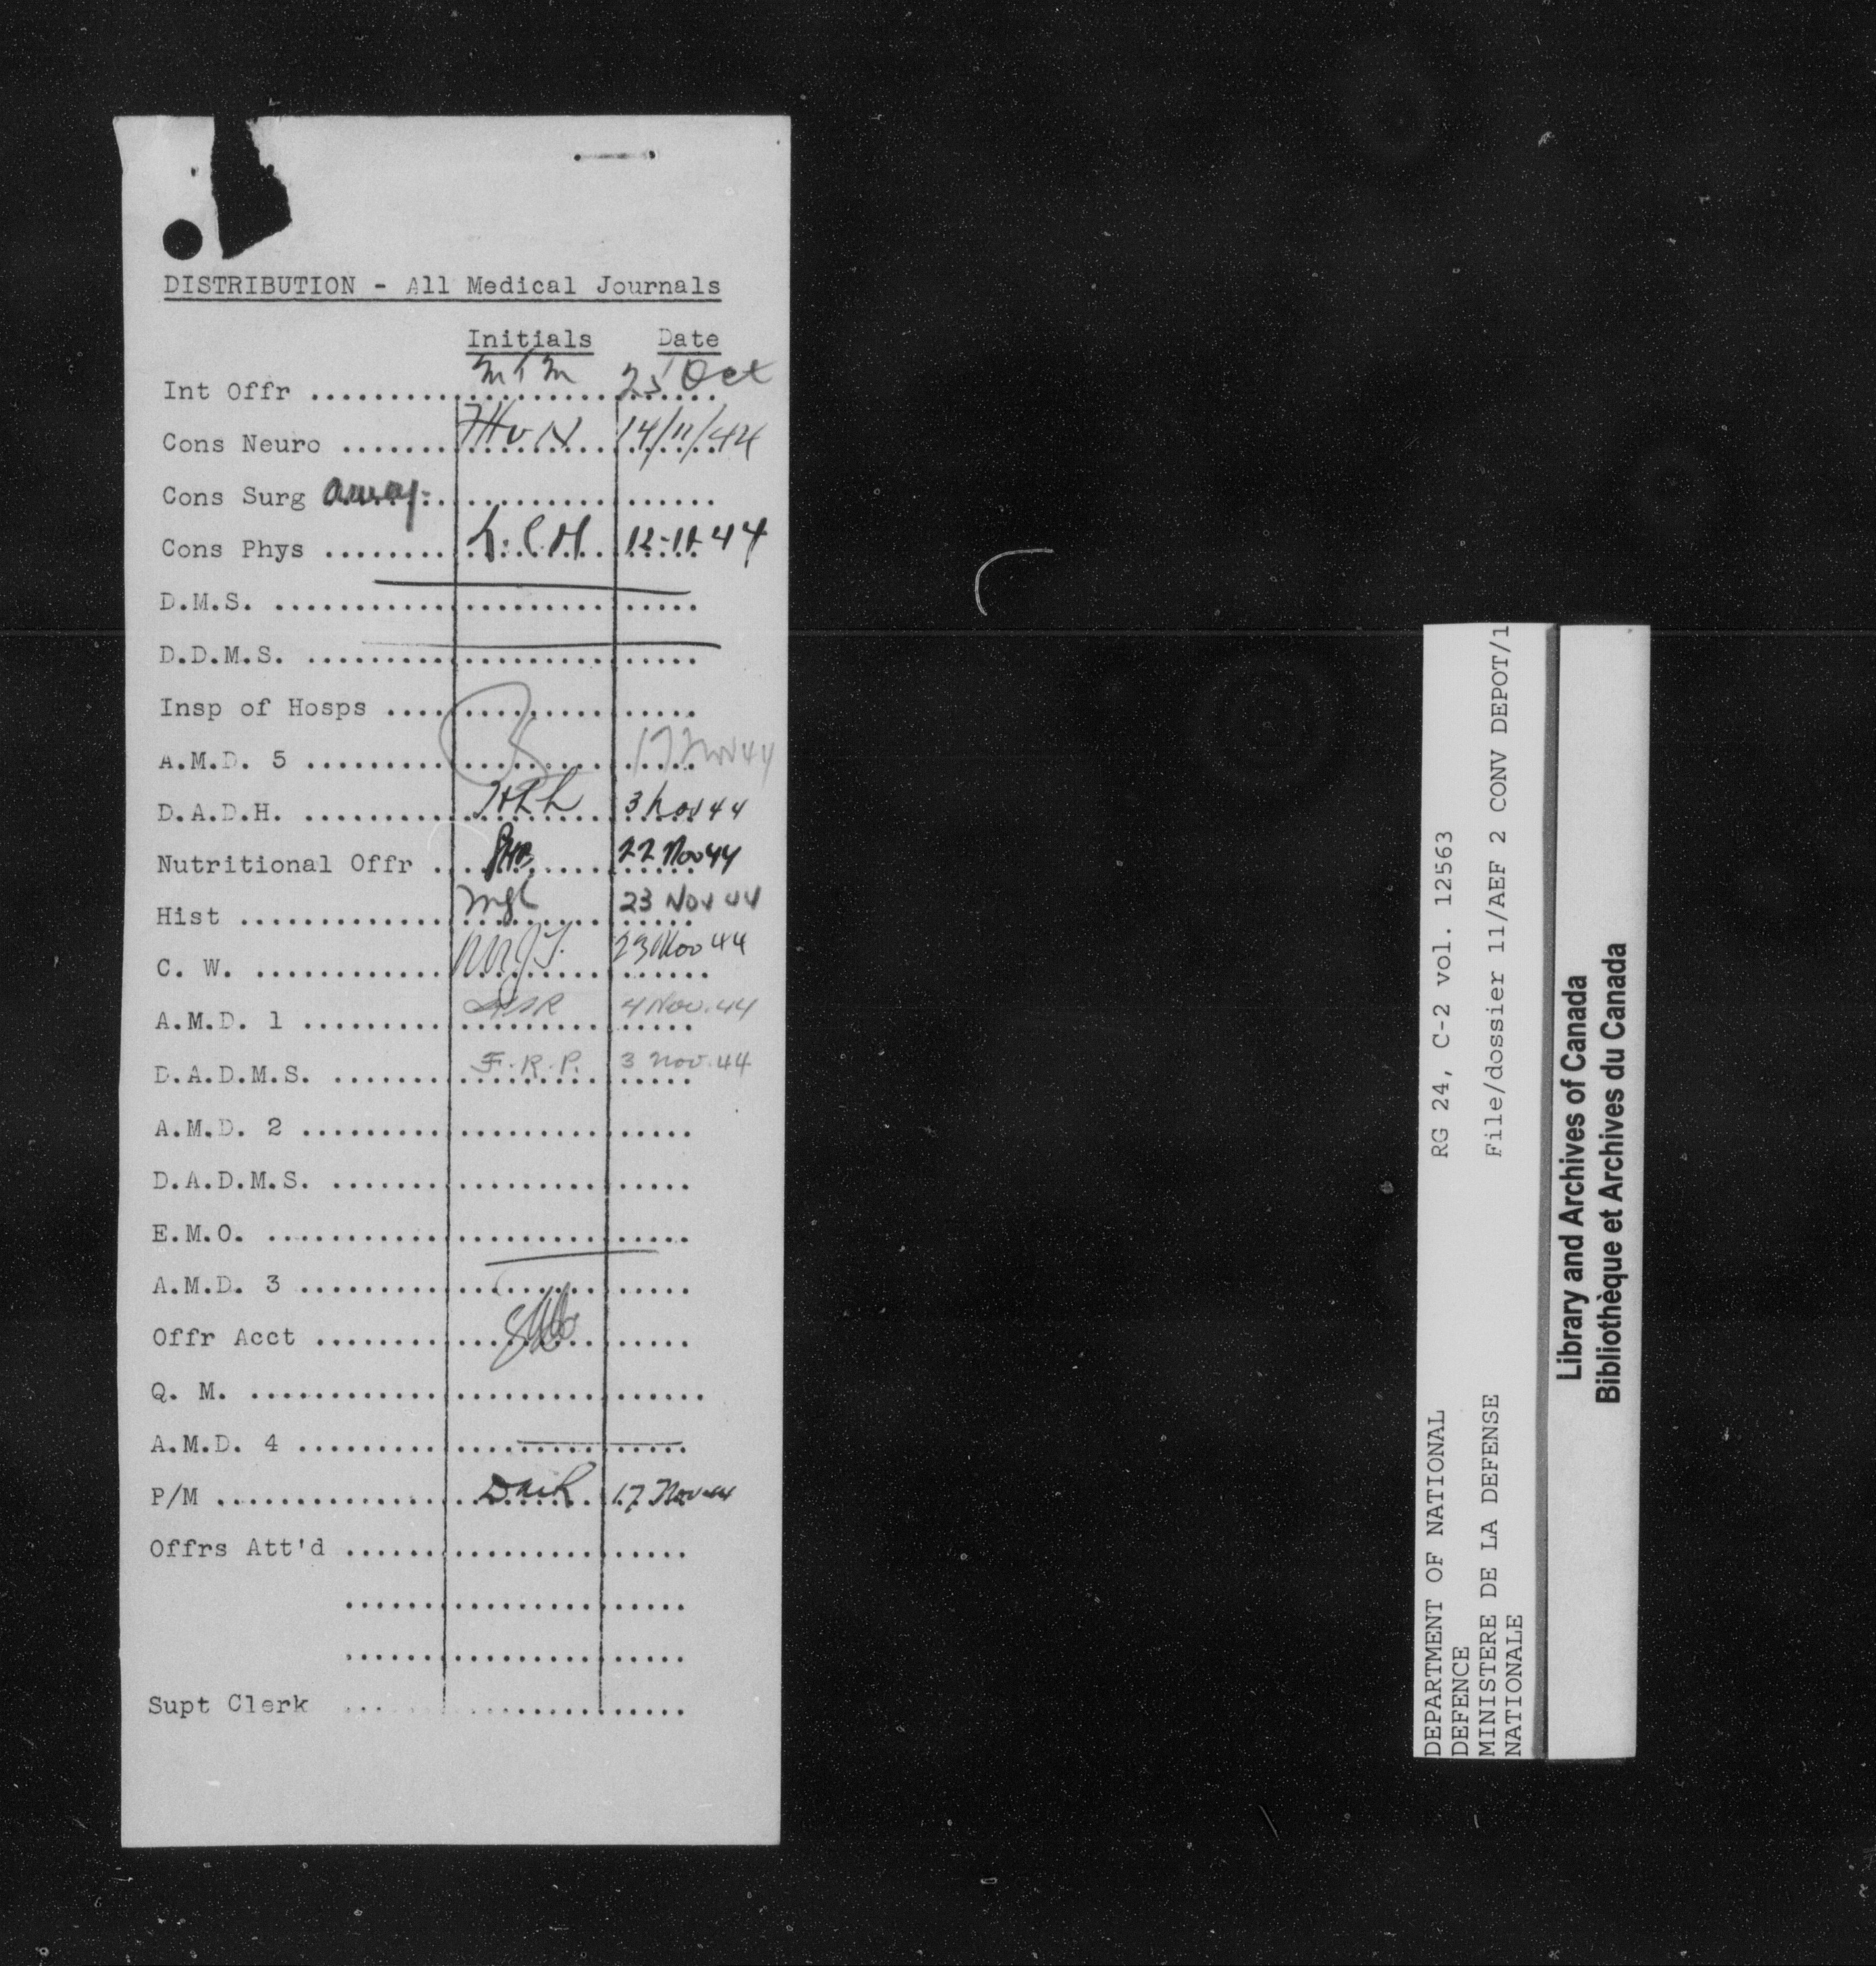 DISTRIBUTION - All Medical Journals
Initials Date
Int Offr .................................... 25 Oct
Cons Neuro .................................. 14/11/44
Cons Surg away.............................
Cons Phys ........ L.C.M. 12-11-44
D.M.S. ................................
D.D.M.S. ..............................
Insp of Hosps .........................
A.M.D. 5 .............................. 17 Nov 44
D.A.D.H. .............................. 3 Nov 44
Nutritional Offr ...................... 22 Nov 44
Hist .................................. 23 Nov 44
C. W. ................................. 23 Nov 44
A.M.D. 1 .............................. 4 Nov. 44
D.A.D.M.S. ....... F.R.P. 3 Nov. 44
A.M.D. 2 ..............................
D.A.D.M.S. ............................
E.M.O. ................................
A.M.D. 3 ..............................
Offr Acct .............................
Q. M. .................................
A.M.D. 4 ..............................
P/M ................................... 17 Nov 44
Offrs Att'd ...........................
..........................
..........................
Supt Clerk ..........................
DEPARTMENT OF NATIONAL RG 24, C-2 vol. 12563
DEFENCE
MINISTERE DE LA DEFENSE File/dossier 11/AEF 2 CONV DEPOT/1
NATIONALE
Library and Archives of Canada
Bibliothèque et Archives du Canada